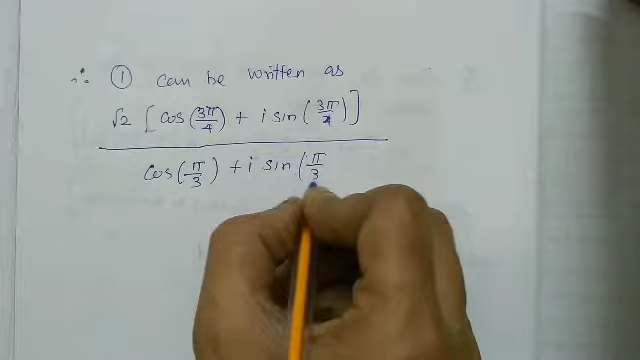 ∴ ① can be written as
√2 [cos(3π/4) + i sin(3π/4)]
cos(π/3) + i sin(π/3